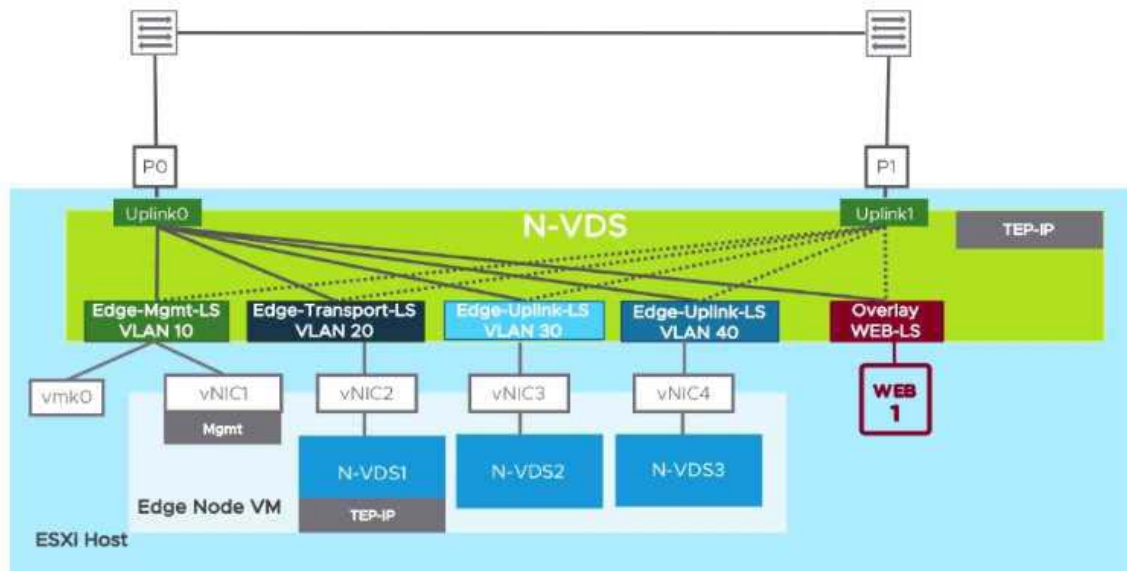 P0
P1
Uplink0
N-VDS
Uplink1
TEP-IP
Edge-Mgmt-LS
VLAN 10
Edge-Transport-LS
VLAN 20
Edge-Uplink-LS
VLAN 30
Edge-Uplink-LS
VLAN 40
Overlay
WEB-LS
vmk0
vNIC1
Mgmt
vNIC2
vNIC3
vNIC4
WEB
1
N-VDS1
TEP-IP
N-VDS2
N-VDS3
Edge Node VM
ESXi Host